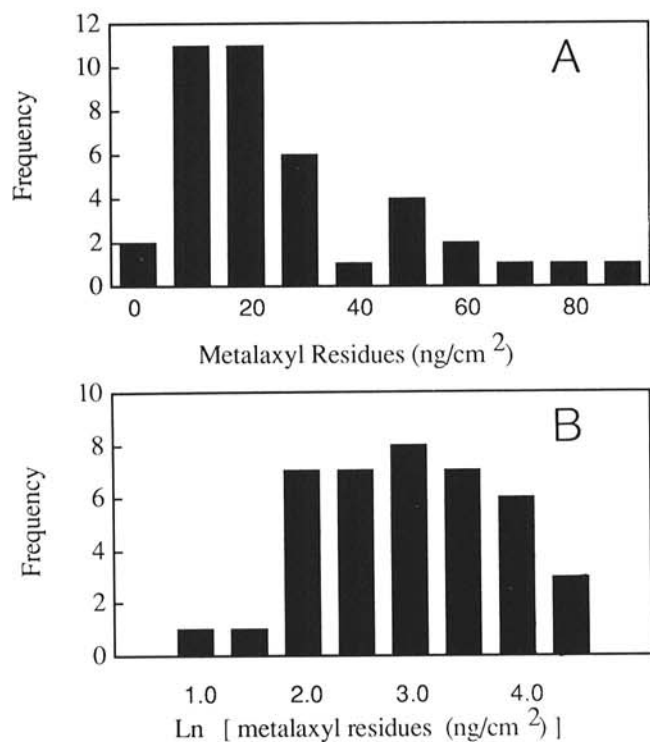 12
A
10
8
6
4
2
0
Frequency
0 20 40 60 80
Metalaxyl Residues (ng/cm 2)
10
B
8
6
4
2
0
Frequency
1.0 2.0 3.0 4.0
Ln [ metalaxyl residues (ng/cm 2) ]